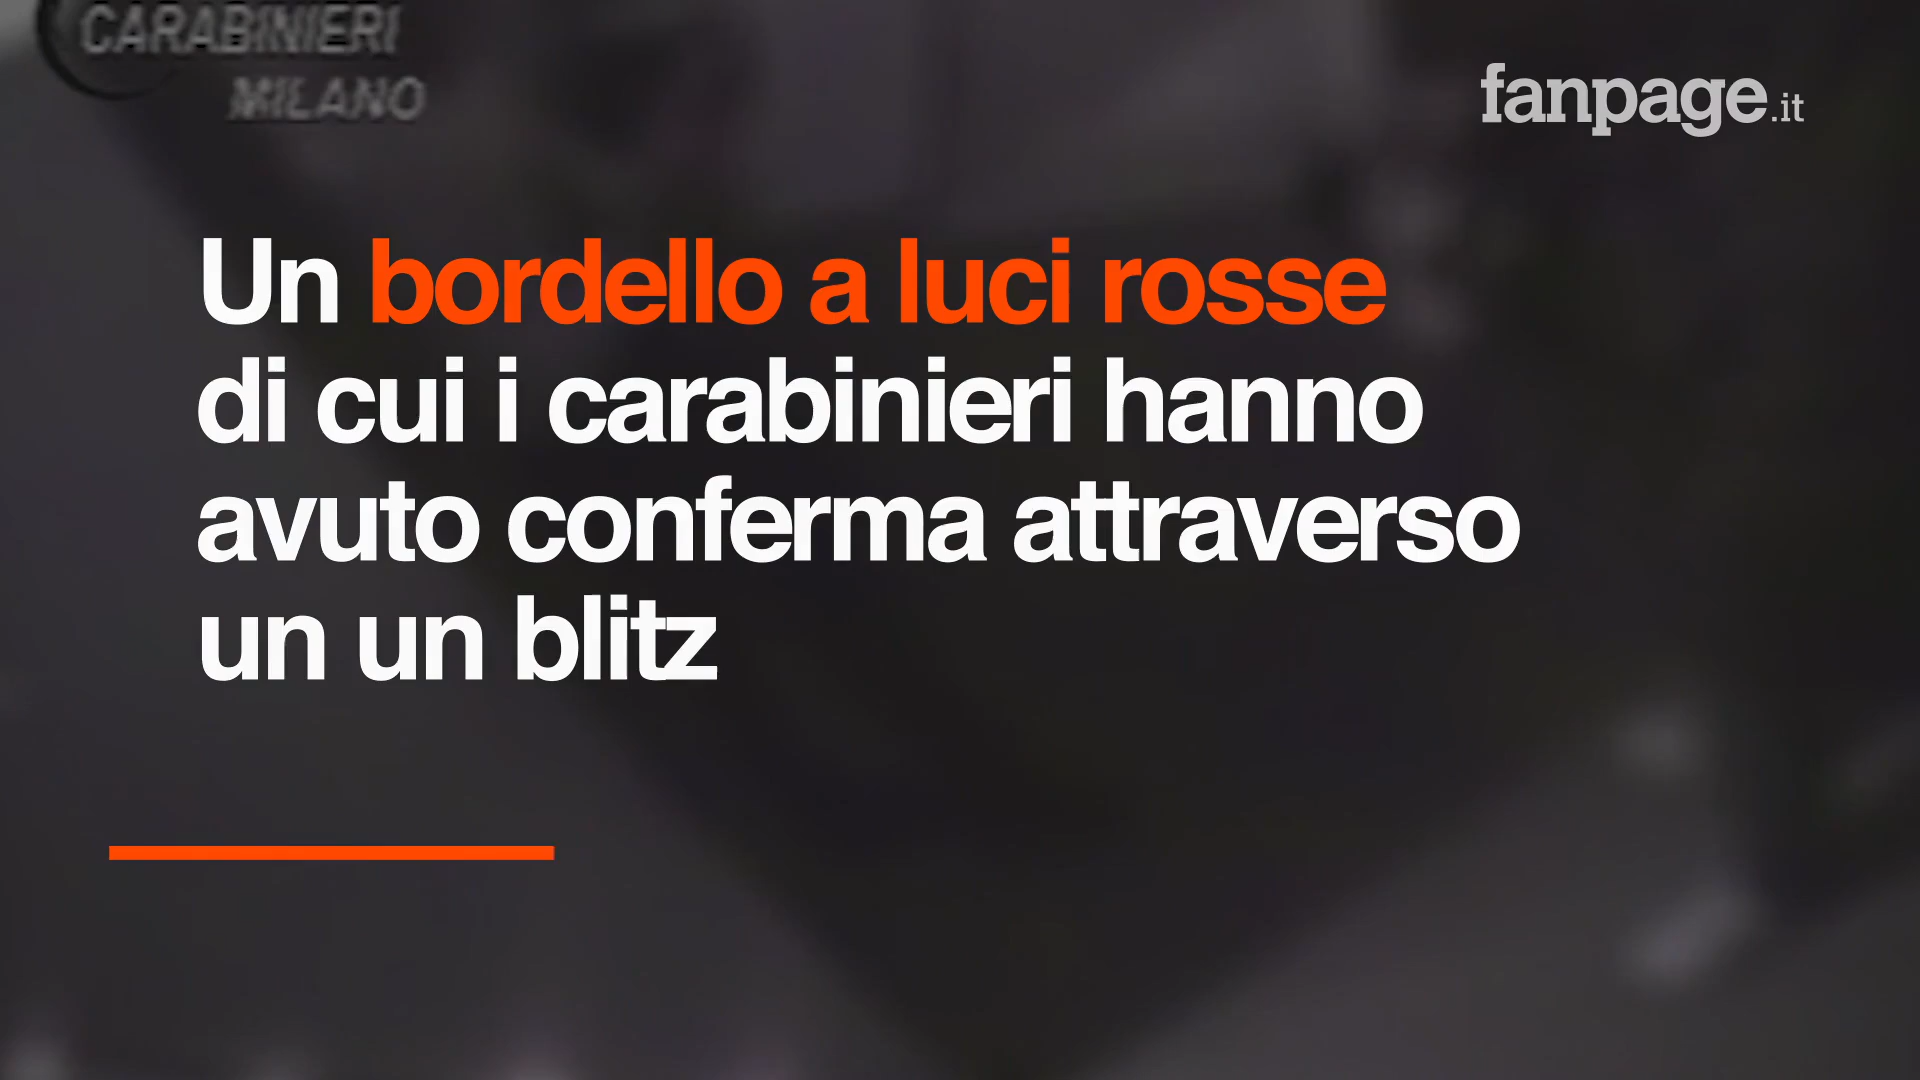 CARABINIERI
MILANO
fanpage.it
Un bordello a luci rosse
di cui i carabinieri hanno
avuto conferma attraverso
un un blitz